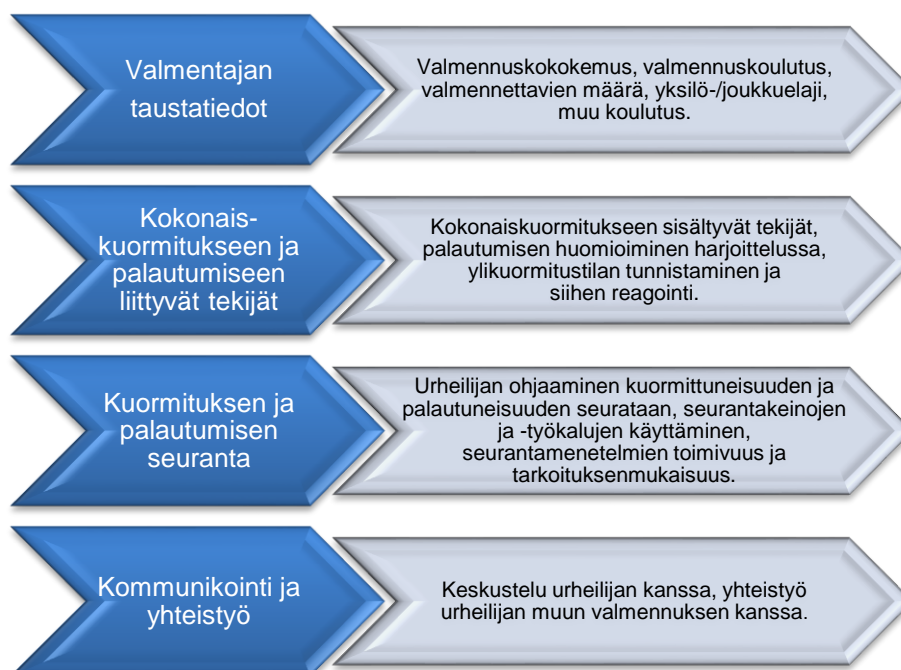 Valmentajan
taustatiedot
Valmennuskokokemus, valmennuskoulutus,
valmennettavien määrä, yksilö-/joukkuelaji,
muu koulutus.
Kokonais-
kuormitukseen ja
palautumiseen
liittyvät tekijät
Kokonaiskuormitukseen sisältyvät tekijät,
palautumisen huomioiminen harjoittelussa,
ylikuormitustilan tunnistaminen ja
siihen reagointi.
Kuormituksen ja
palautumisen
seuranta
Urheilijan ohjaaminen kuormittuneisuuden ja
palautuneisuuden seurataan, seurantakeinojen
ja -työkalujen käyttäminen,
seurantamenetelmien toimivuus ja
tarkoituksenmukaisuus.
Kommunikointi ja
yhteistyö
Keskustelu urheilijan kanssa, yhteistyö
urheilijan muun valmennuksen kanssa.